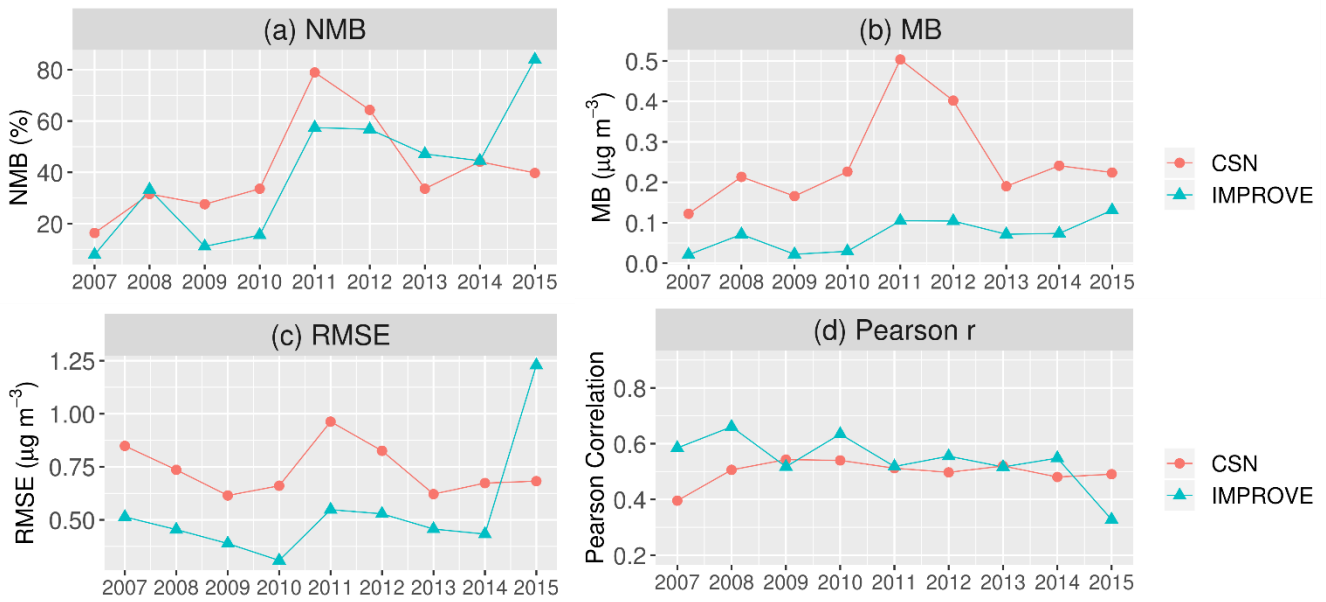 (a) NMB
NMB (%)
80
60
40
20
2007 2008 2009 2010 2011 2012 2013 2014 2015
(b) MB
MB (µg m⁻³)
0.5
0.4
0.3
0.2
0.1
0.0
2007 2008 2009 2010 2011 2012 2013 2014 2015
CSN
IMPROVE
(c) RMSE
RMSE (µg m⁻³)
1.25
1.00
0.75
0.50
2007 2008 2009 2010 2011 2012 2013 2014 2015
(d) Pearson r
Pearson Correlation
0.8
0.6
0.4
0.2
2007 2008 2009 2010 2011 2012 2013 2014 2015
CSN
IMPROVE